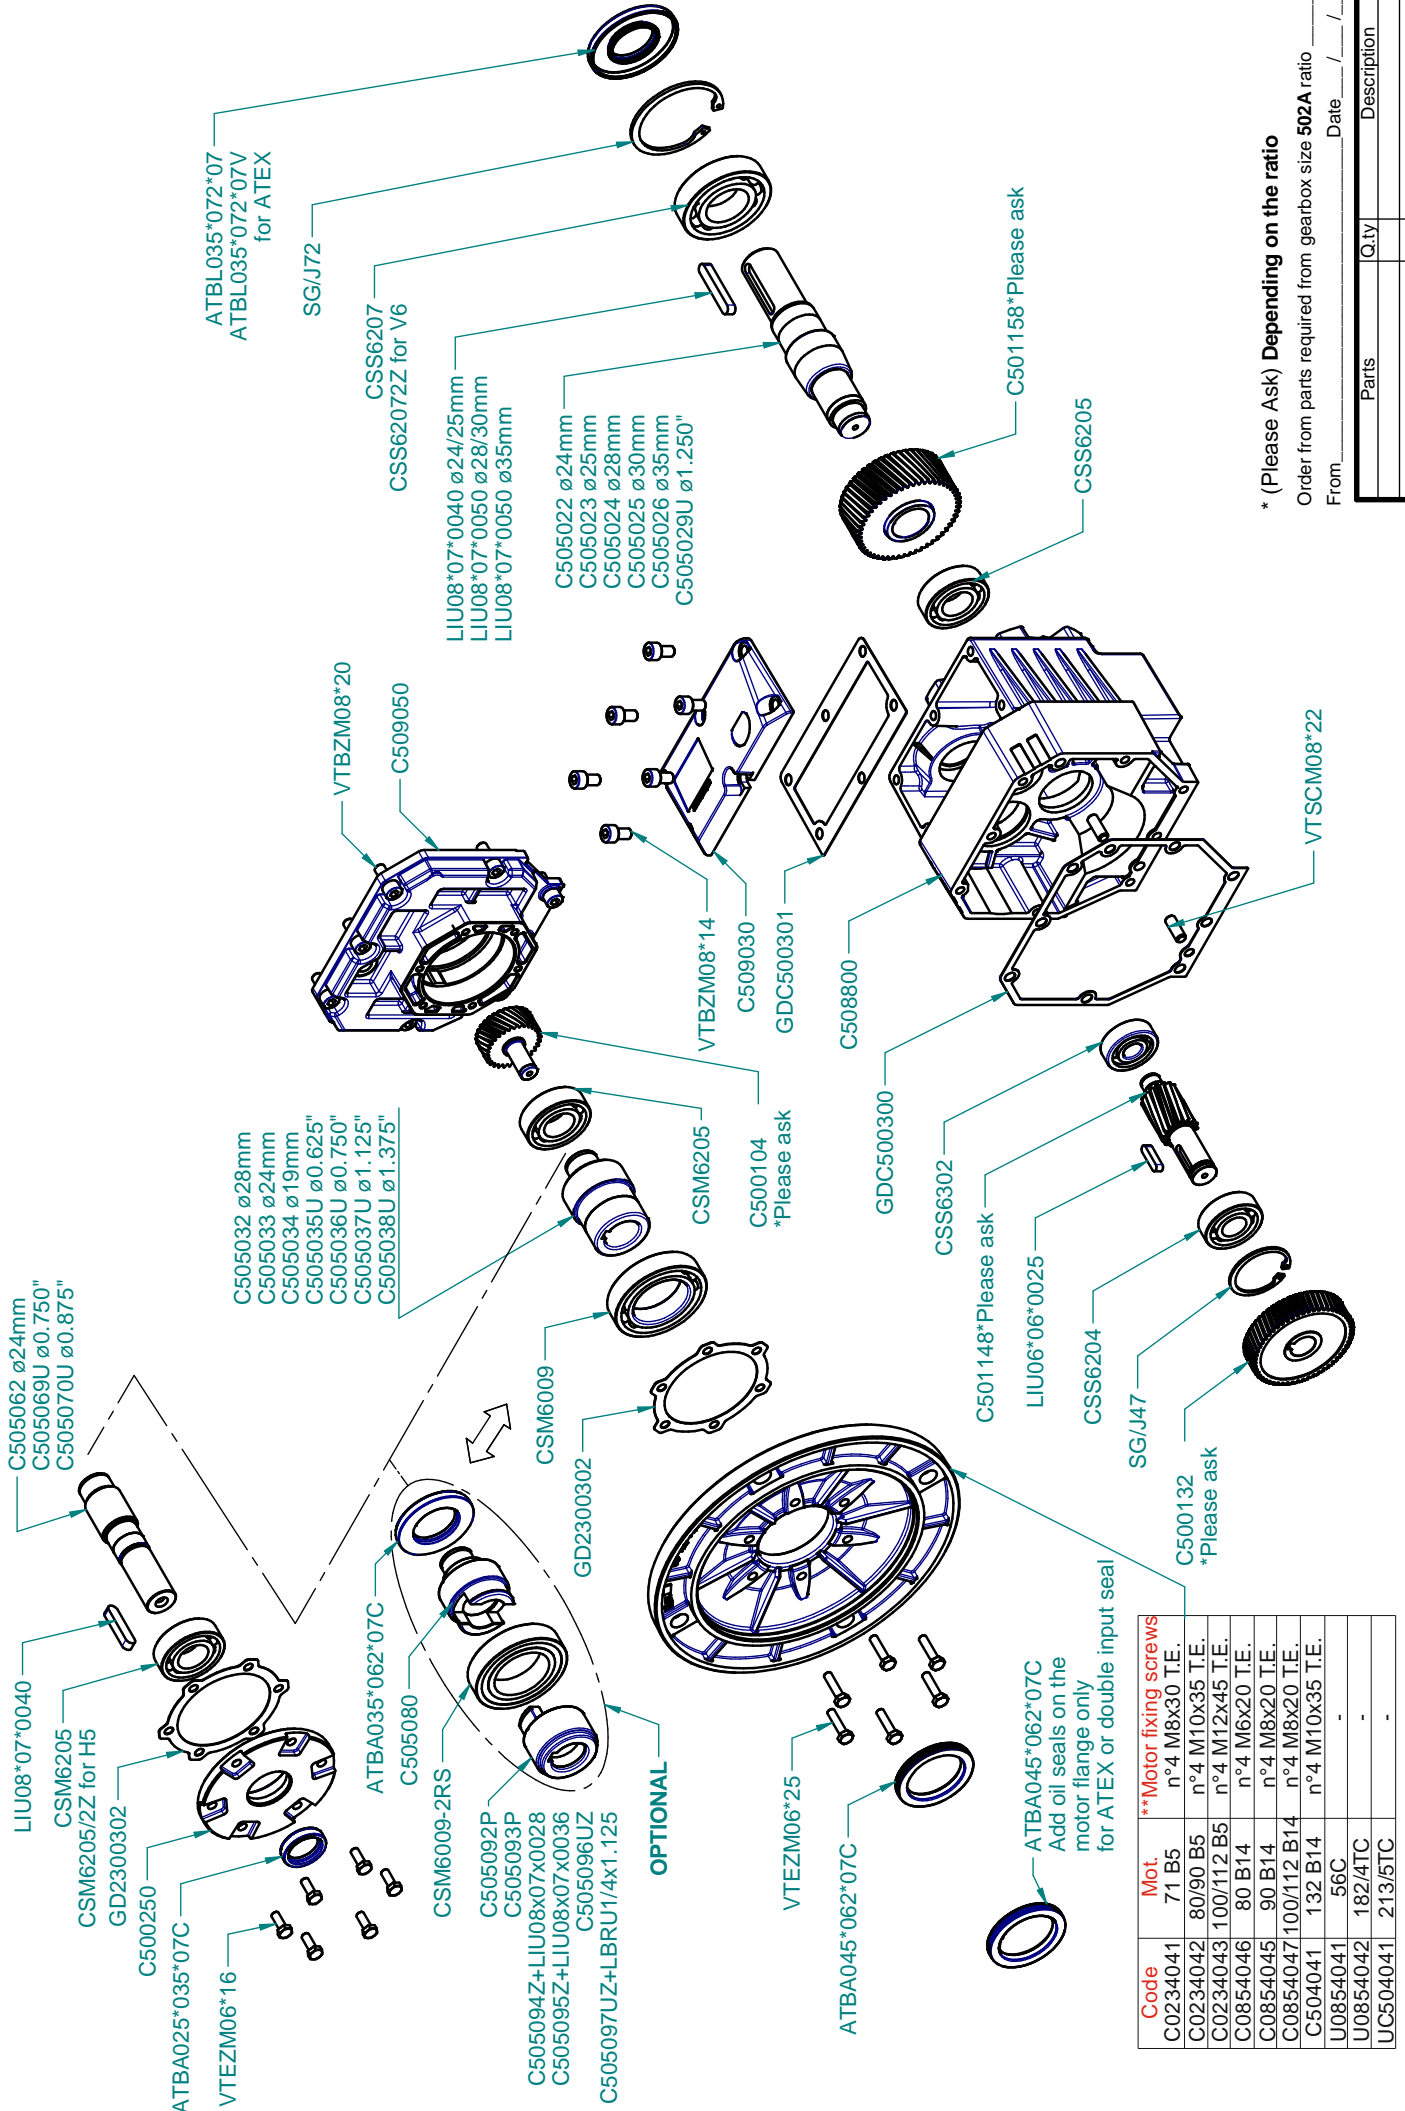 ATBL035*072*07
ATBL035*072*07V
for ATEX
SG/J72
CSS6207
CSS62072Z for V6
LIU08*07*0040 ø24/25mm
LIU08*07*0050 ø28/30mm
LIU08*07*0050 ø35mm
C505022 ø24mm
C505023 ø25mm
C505024 ø28mm
C505025 ø30mm
C505026 ø35mm
C505029U ø1.250"
C501158*Please ask
CSS6205
VTBZM08*20
C509050
VTBZM08*14
C509030
GDC500301
C508800
GDC500300
VTSCM08*22
C505032 ø28mm
C505033 ø24mm
C505034 ø19mm
C505035U ø0.625"
C505036U ø0.750"
C505037U ø1.125"
C505038U ø1.375"
CSM6205
C500104
*Please ask
CSM6009
GD2300302
CSS6302
C501148*Please ask
LIU06*06*0025
CSS6204
SG/J47
C500132
*Please ask
C505062 ø24mm
C505069U ø0.750"
C505070U ø0.875"
LIU08*07*0040
CSM6205
CSM6205/2Z for H5
GD2300302
C500250
ATBA025*035*07C
VTEZM06*16
ATBA035*062*07C
C505080
CSM6009-2RS
C505092P
C505093P
C505094Z+LIU08x07x0028
C505095Z+LIU08x07x0036
C505096UZ
C505097UZ+LBRU1/4x1.125
OPTIONAL
VTEZM06*25
ATBA045*062*07C
ATBA045*062*07C
Add oil seals on the
motor flange only
for ATEX or double input seal
Code Mot. **Motor fixing screws
C0234041 71 B5 n°4 M8x30 T.E.
C0234042 80/90 B5 n°4 M10x35 T.E.
C0234043 100/112 B5 n°4 M12x45 T.E.
C0854046 80 B14 n°4 M6x20 T.E.
C0854045 90 B14 n°4 M8x20 T.E.
C0854047 100/112 B14 n°4 M8x20 T.E.
C504041 132 B14 n°4 M10x35 T.E.
U0854041 56C -
U0854042 182/4TC -
UC504041 213/5TC -
* (Please Ask) Depending on the ratio
Order from parts required from gearbox size 502A ratio
From Date / /
Parts Q.ty Description